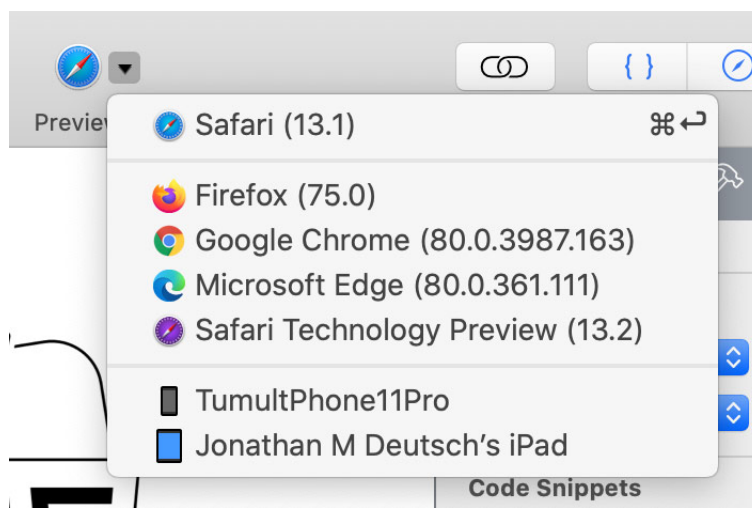 Safari (13.1) ⌘↩
Firefox (75.0)
Google Chrome (80.0.3987.163)
Microsoft Edge (80.0.361.111)
Safari Technology Preview (13.2)
TumultPhone11Pro
Jonathan M Deutsch’s iPad
Code Snippets